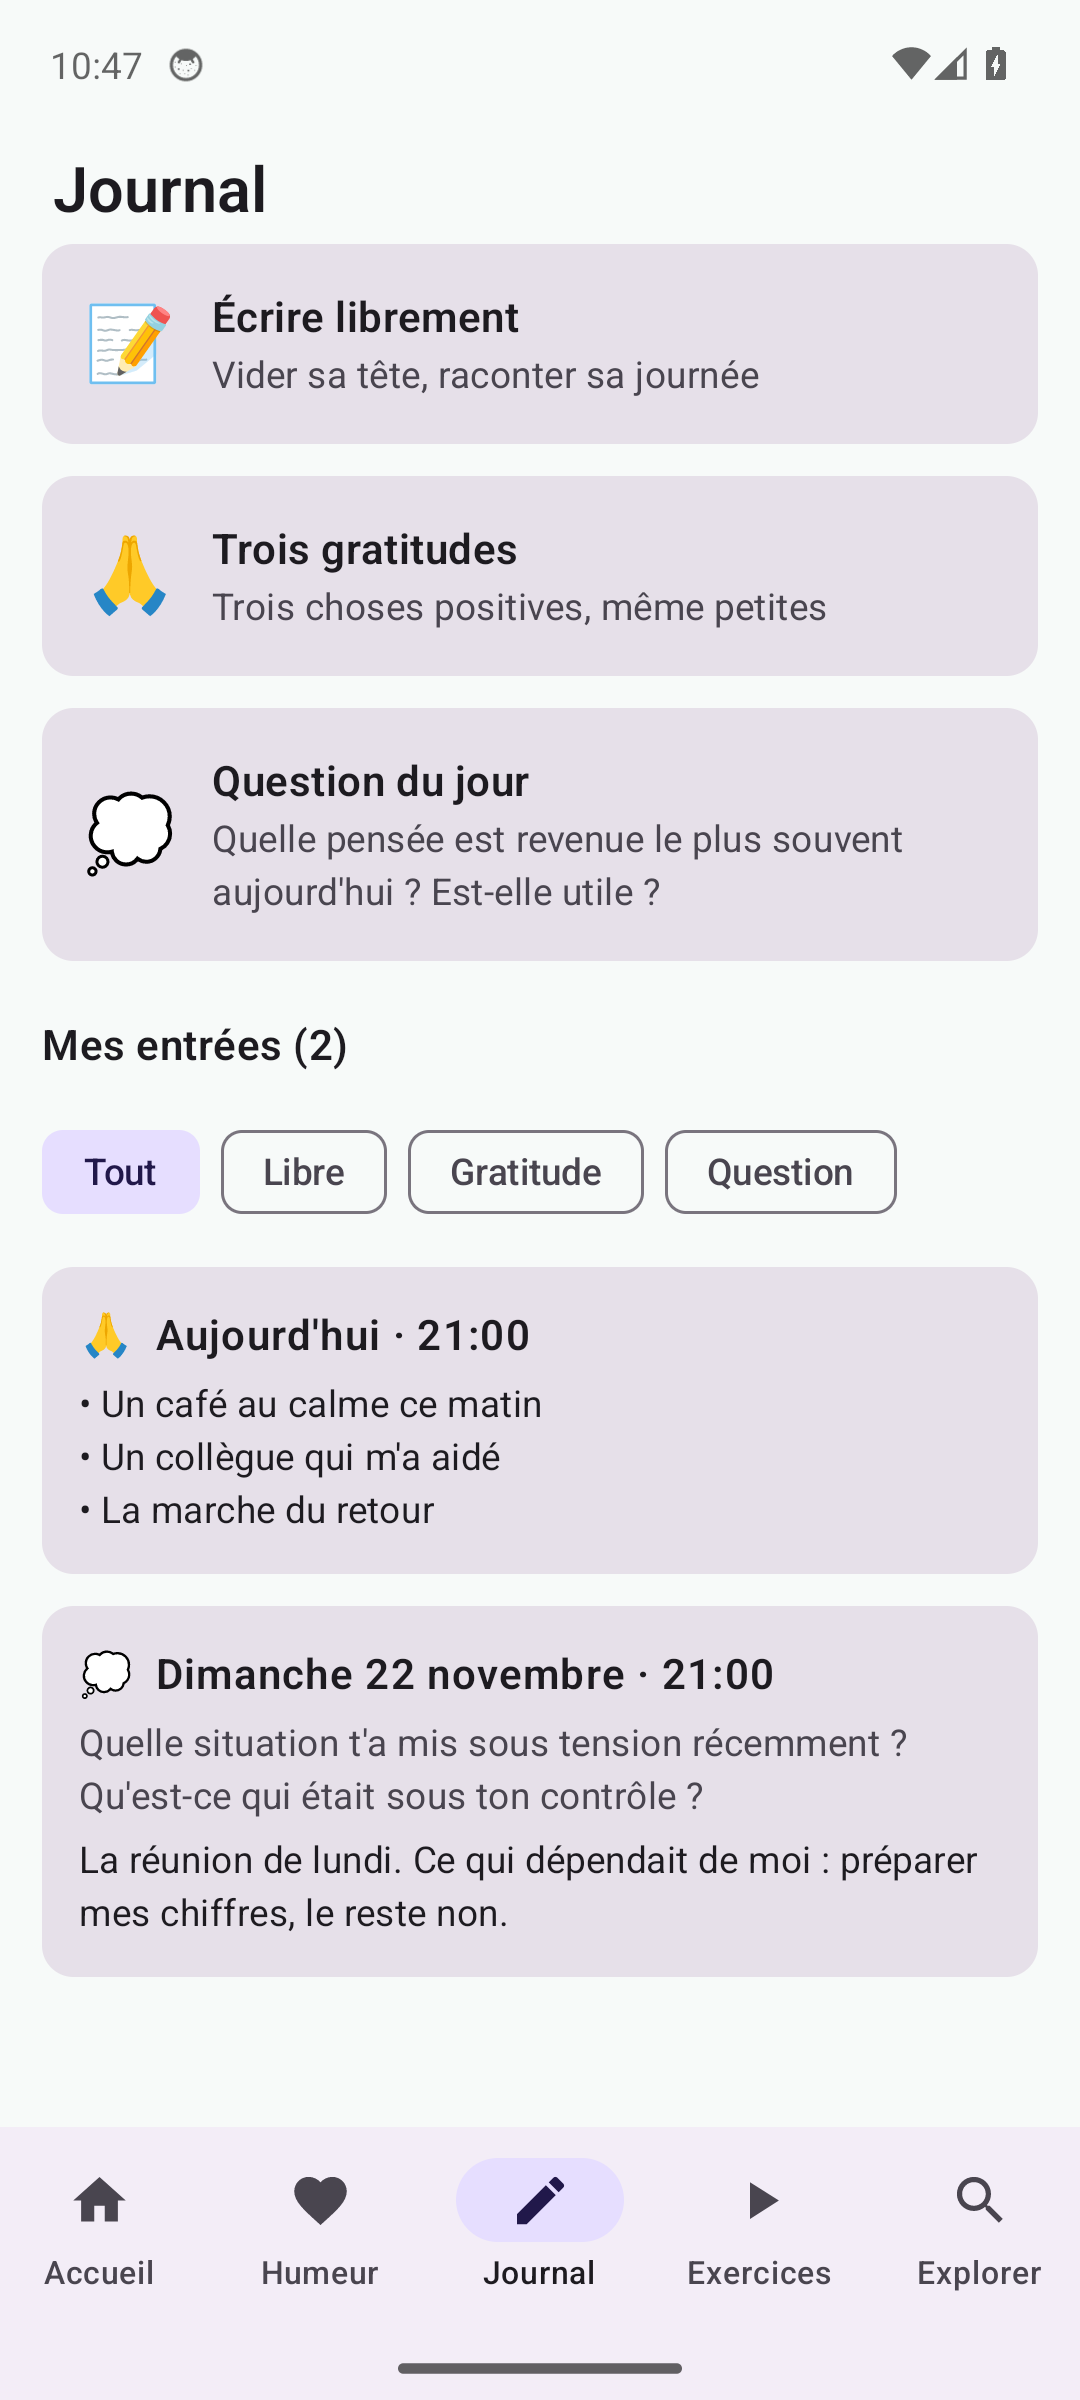 10:47
Journal
Écrire librement
Vider sa tête, raconter sa journée
Trois gratitudes
Trois choses positives, même petites
Question du jour
Quelle pensée est revenue le plus souvent
aujourd'hui ? Est-elle utile ?
Mes entrées (2)
Tout Libre Gratitude Question
Aujourd'hui · 21:00
• Un café au calme ce matin
• Un collègue qui m'a aidé
• La marche du retour
Dimanche 22 novembre · 21:00
Quelle situation t'a mis sous tension récemment ?
Qu'est-ce qui était sous ton contrôle ?
La réunion de lundi. Ce qui dépendait de moi : préparer
mes chiffres, le reste non.
Accueil Humeur Journal Exercices Explorer